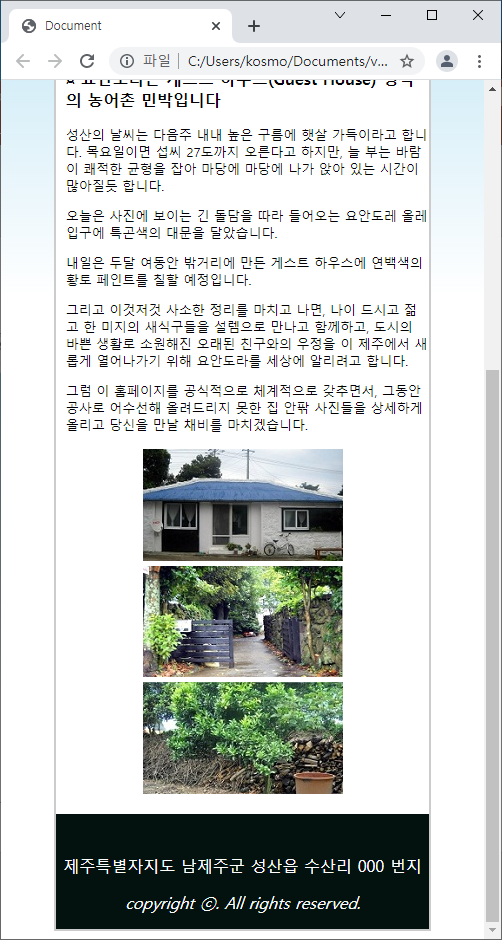 Document
파일 C:/Users/kosmo/Documents/v...
요안도라는 게스트 하우스(Guest House) 형식
의 농어촌 민박입니다
성산의 날씨는 다음주 내내 높은 구름에 햇살 가득이라고 합니
다. 목요일이면 섭씨 27도까지 오른다고 하지만, 늘 부는 바람
이 쾌적한 균형을 잡아 마당에 마당에 나가 앉아 있는 시간이
많아질듯 합니다.
오늘은 사진에 보이는 긴 돌담을 따라 들어오는 요안도레 올레
입구에 특곤색의 대문을 달았습니다.
내일은 두달 여동안 밖거리에 만든 게스트 하우스에 연백색의
황토 페인트를 칠할 예정입니다.
그리고 이것저것 사소한 정리를 마치고 나면, 나이 드시고 젊
고 한 미지의 새식구들을 설렘으로 만나고 함께하고, 도시의
바쁜 생활로 소원해진 오래된 친구와의 우정을 이 제주에서 새
롭게 열어나가기 위해 요안도라를 세상에 알리려고 합니다.
그럼 이 홈페이지를 공식적으로 체계적으로 갖추면서, 그동안
공사로 어수선해 올려드리지 못한 집 안팎 사진들을 상세하게
올리고 당신을 만날 채비를 마치겠습니다.
제주특별자지도 남제주군 성산읍 수산리 000 번지
copyright ⓒ. All rights reserved.